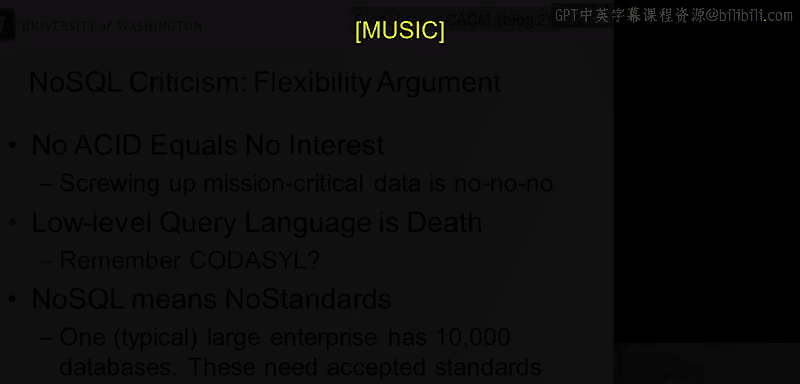 GPT中英字幕课程资源@bilibili.com
[MUSIC]
UNIVERSITY of WASHINGTON
CACM (blog 2)
NoSQL Criticism: Flexibility Argument
• No ACID Equals No Interest
– Screwing up mission-critical data is no-no-no
• Low-level Query Language is Death
– Remember CODASYL?
• NoSQL means NoStandards
– One (typical) large enterprise has 10,000
databases. These need accepted standards